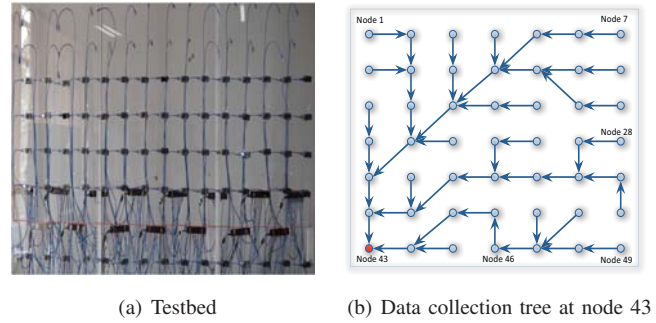 Node 1
Node 7
Node 28
Node 43
Node 46
Node 49
(a) Testbed
(b) Data collection tree at node 43